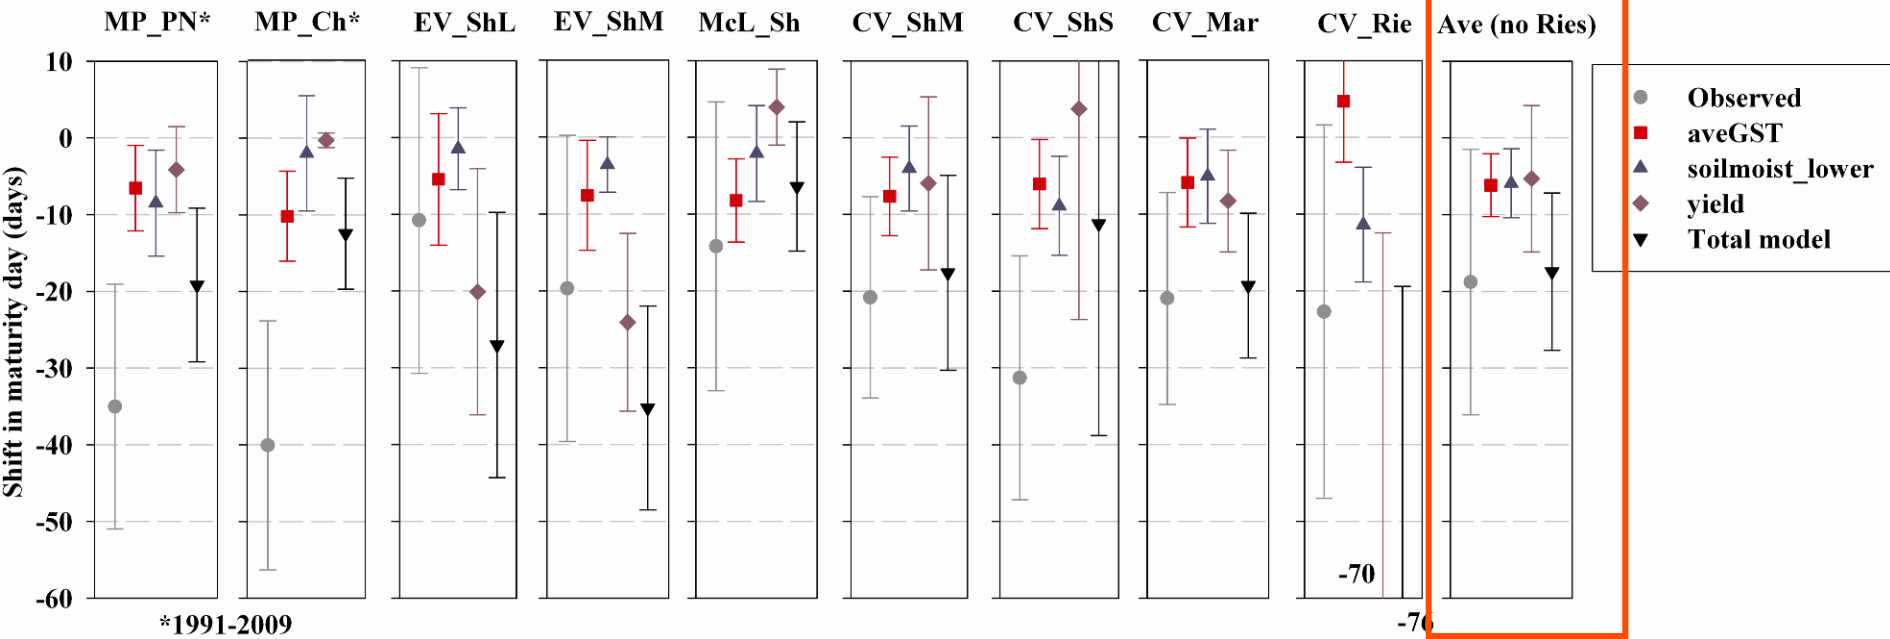 MP_PN* MP_Ch* EV_ShL EV_ShM McL_Sh CV_ShM CV_ShS CV_Mar CV_Rie Ave (no Ries)
Shift in maturity day (days)
10
0
-10
-20
-30
-40
-50
-60
Observed
aveGST
soilmoist_lower
yield
Total model
-70
*1991-2009
-76